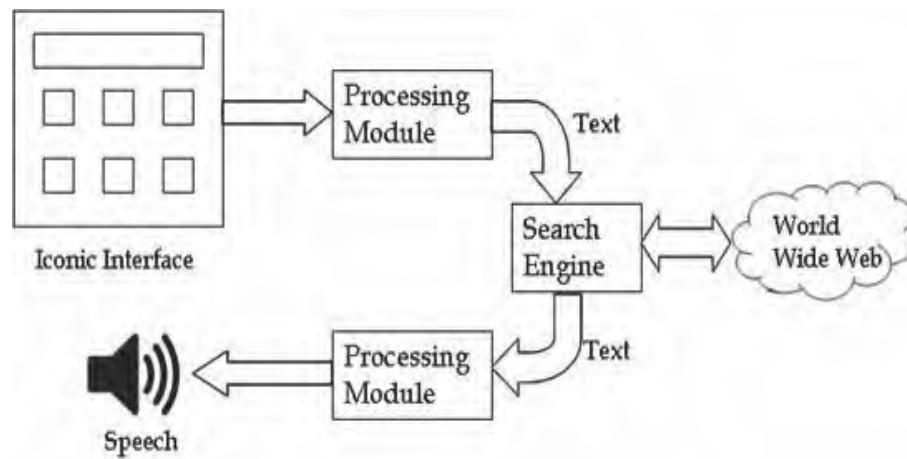 Processing
Module
Text
Search
Engine
World
Wide Web
Iconic Interface
Processing
Module
Text
Speech